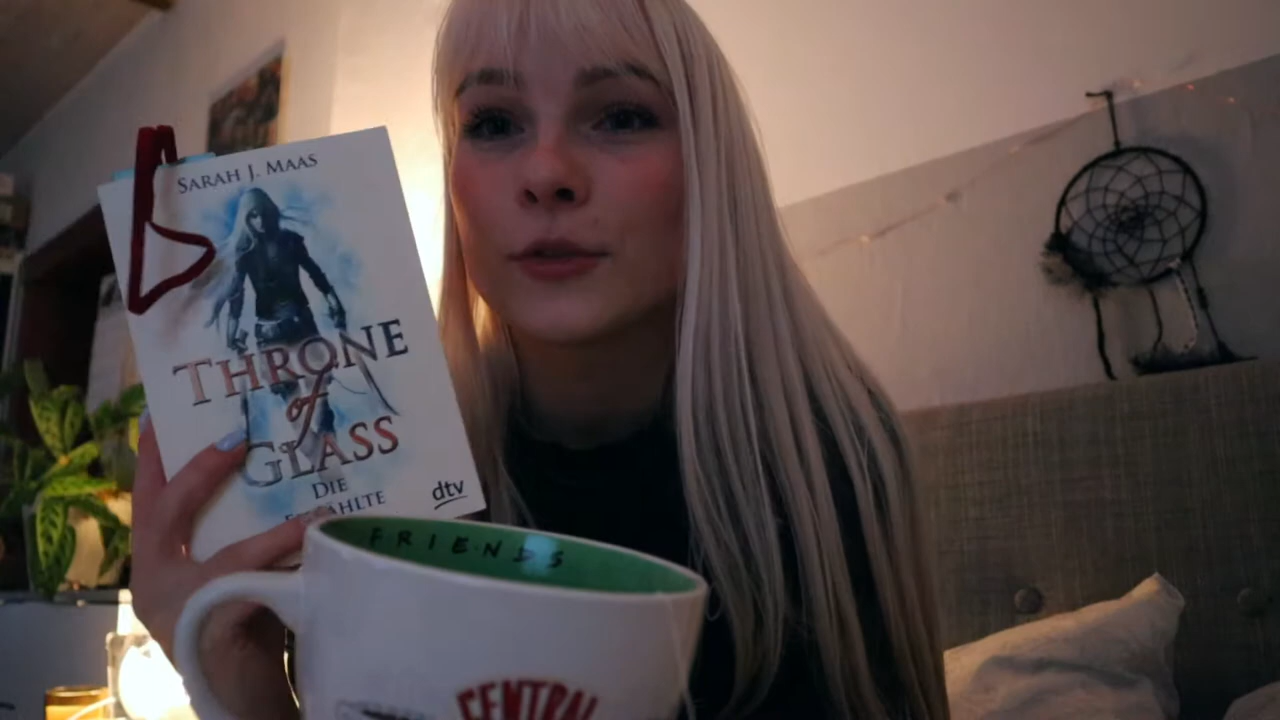 SARAH J. MAAS
THRONE
of
GLASS
DIE
dtv
FRIENDS
CENTRAL